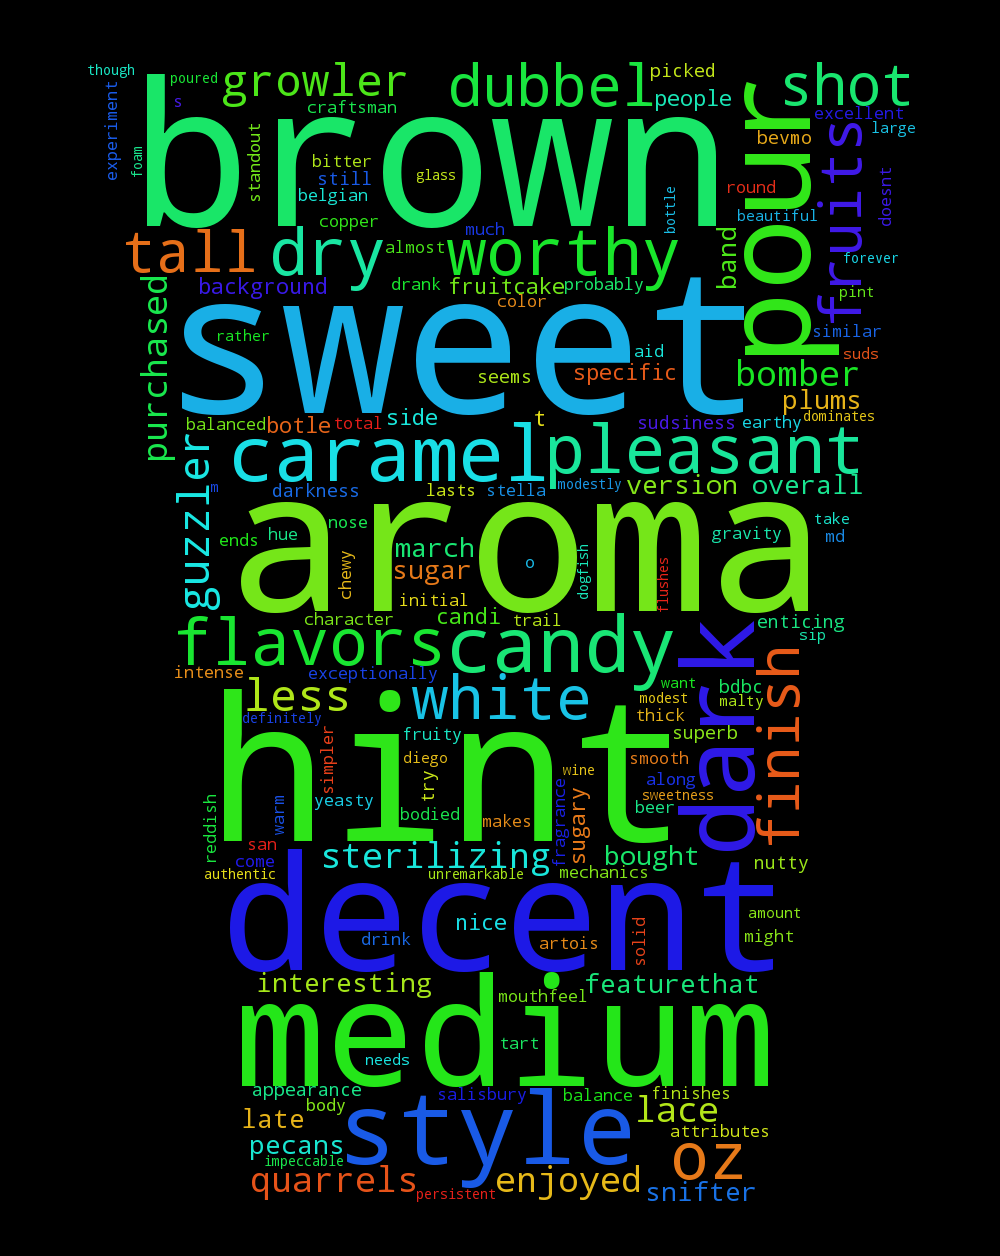 though
poured
growler
dubbel
picked
shot
experiment
s
craftsman
people
pour
excellent
brown
foam
standout
bitter
still
belgian
glass
copper
much
bottle
round
bevmo
large
beautiful
fruits
doesnt
forever
tall
dry
almost
worthy
band
background
drank
fruitcake
probably
color
pint
similar
purchased
sweet
rather
aid
seems
specific
suds
bomber
plums
dominates
balanced
botle
total
side
t
sudsiness
earthy
guzzler
caramel
pleasant
m
darkness
lasts
stella
modestly
version
overall
aroma
ends
hue
nose
chewy
march
sugar
o
dogfish
flushes
gravity
take
md
initial
character
candi
trail
enticing
sip
flavors
candy
dark
finish
intense
exceptionally
less
white
want
modest
thick
bdbc
malty
definitely
hint
simpler
fruity
diego
try
wine
superb
smooth
along
sweetness
beer
reddish
warm
yeasty
bodied
makes
fragrance
sugary
san
come
authentic
sterilizing
unremarkable
mechanics
bought
nutty
decent
drink
nice
artois
solid
amount
might
interesting
mouthfeel
featurethat
medium
tart
needs
appearance
body
salisbury
balance
finishes
late
style
lace
attributes
pecans
impeccable
oz
quarrels
persistent
enjoyed
snifter